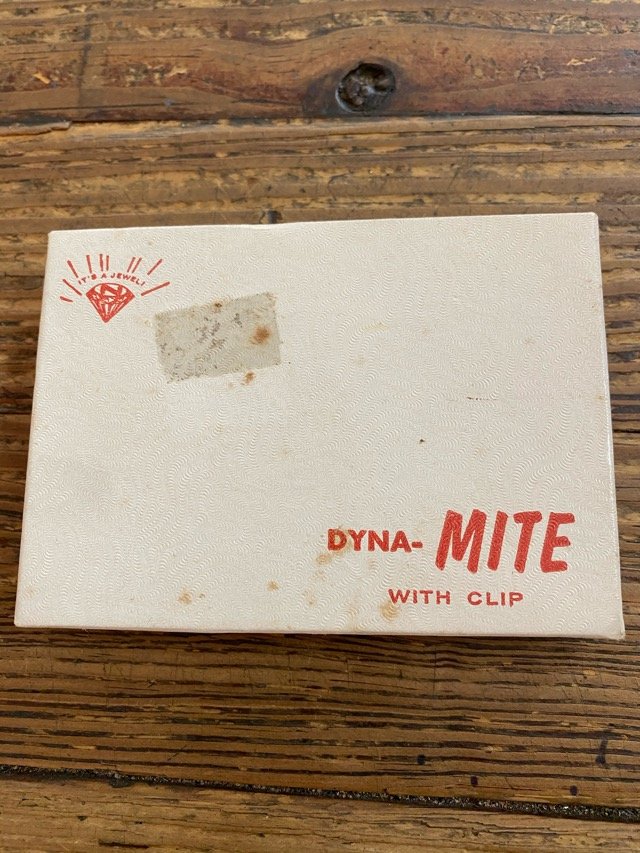 IT'S A JEWEL!
DYNA-MITE
WITH CLIP